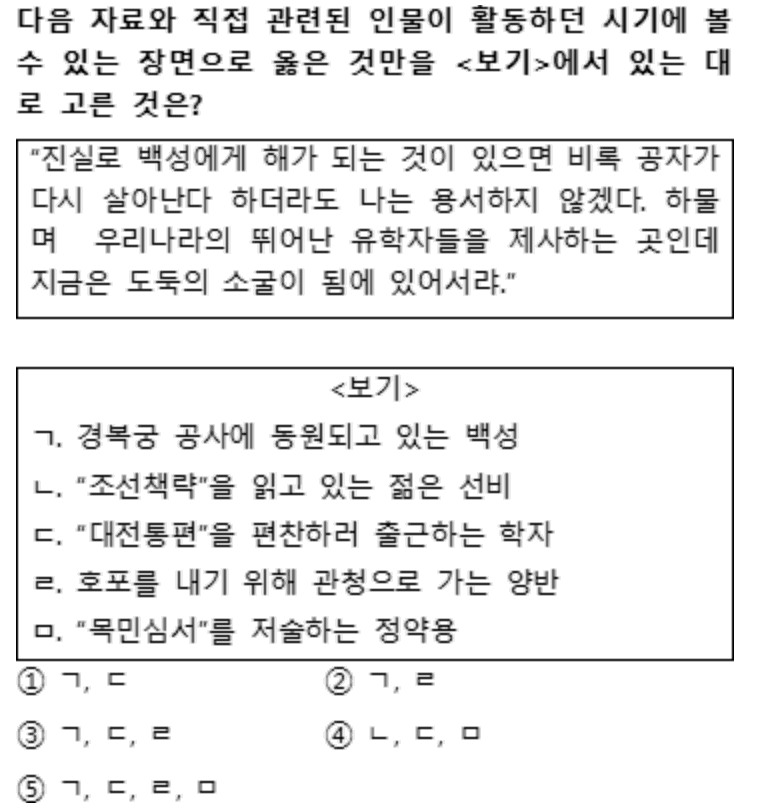 다음 자료와 직접 관련된 인물이 활동하던 시기에 볼
수 있는 장면으로 옳은 것만을 <보기>에서 있는 대
로 고른 것은?
“진실로 백성에게 해가 되는 것이 있으면 비록 공자가
다시 살아난다 하더라도 나는 용서하지 않겠다. 하물
며 우리나라의 뛰어난 유학자들을 제사하는 곳인데
지금은 도둑의 소굴이 됨에 있어서랴.”
<보기>
ㄱ. 경복궁 공사에 동원되고 있는 백성
ㄴ. “조선책략”을 읽고 있는 젊은 선비
ㄷ. “대전통편”을 편찬하러 출근하는 학자
ㄹ. 호포를 내기 위해 관청으로 가는 양반
ㅁ. “목민심서”를 저술하는 정약용
① ㄱ, ㄷ ② ㄱ, ㄹ
③ ㄱ, ㄷ, ㄹ ④ ㄴ, ㄷ, ㅁ
⑤ ㄱ, ㄷ, ㄹ, ㅁ